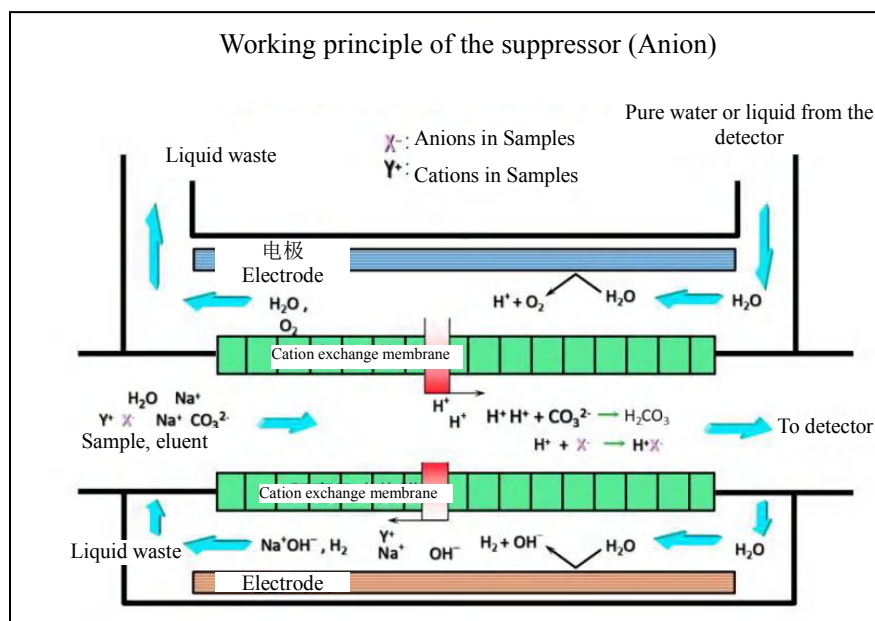 Working principle of the suppressor (Anion)
Pure water or liquid from the
detector
Liquid waste
X⁻: Anions in Samples
Y⁺: Cations in Samples
电极
Electrode
H₂O ,
O₂
H⁺ + O₂
H₂O
H₂O
Cation exchange membrane
H₂O Na⁺
Y⁺ X⁻ Na⁺ CO₃²⁻
Sample, eluent
H⁺
H⁺
H⁺ H⁺ + CO₃²⁻ → H₂CO₃
H⁺ + X⁻ → H⁺X⁻
To detector
Cation exchange membrane
Liquid waste
Na⁺OH⁻, H₂
Y⁺
Na⁺
OH⁻
H₂ + OH⁻
H₂O
H₂O
Electrode